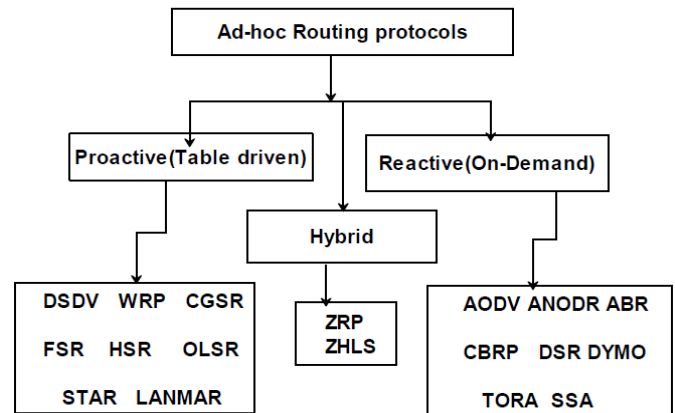 Ad-hoc Routing protocols
Proactive(Table driven)
Reactive(On-Demand)
Hybrid
DSDV WRP CGSR
FSR HSR OLSR
STAR LANMAR
ZRP
ZHLS
AODV ANODR ABR
CBRP DSR DYMO
TORA SSA